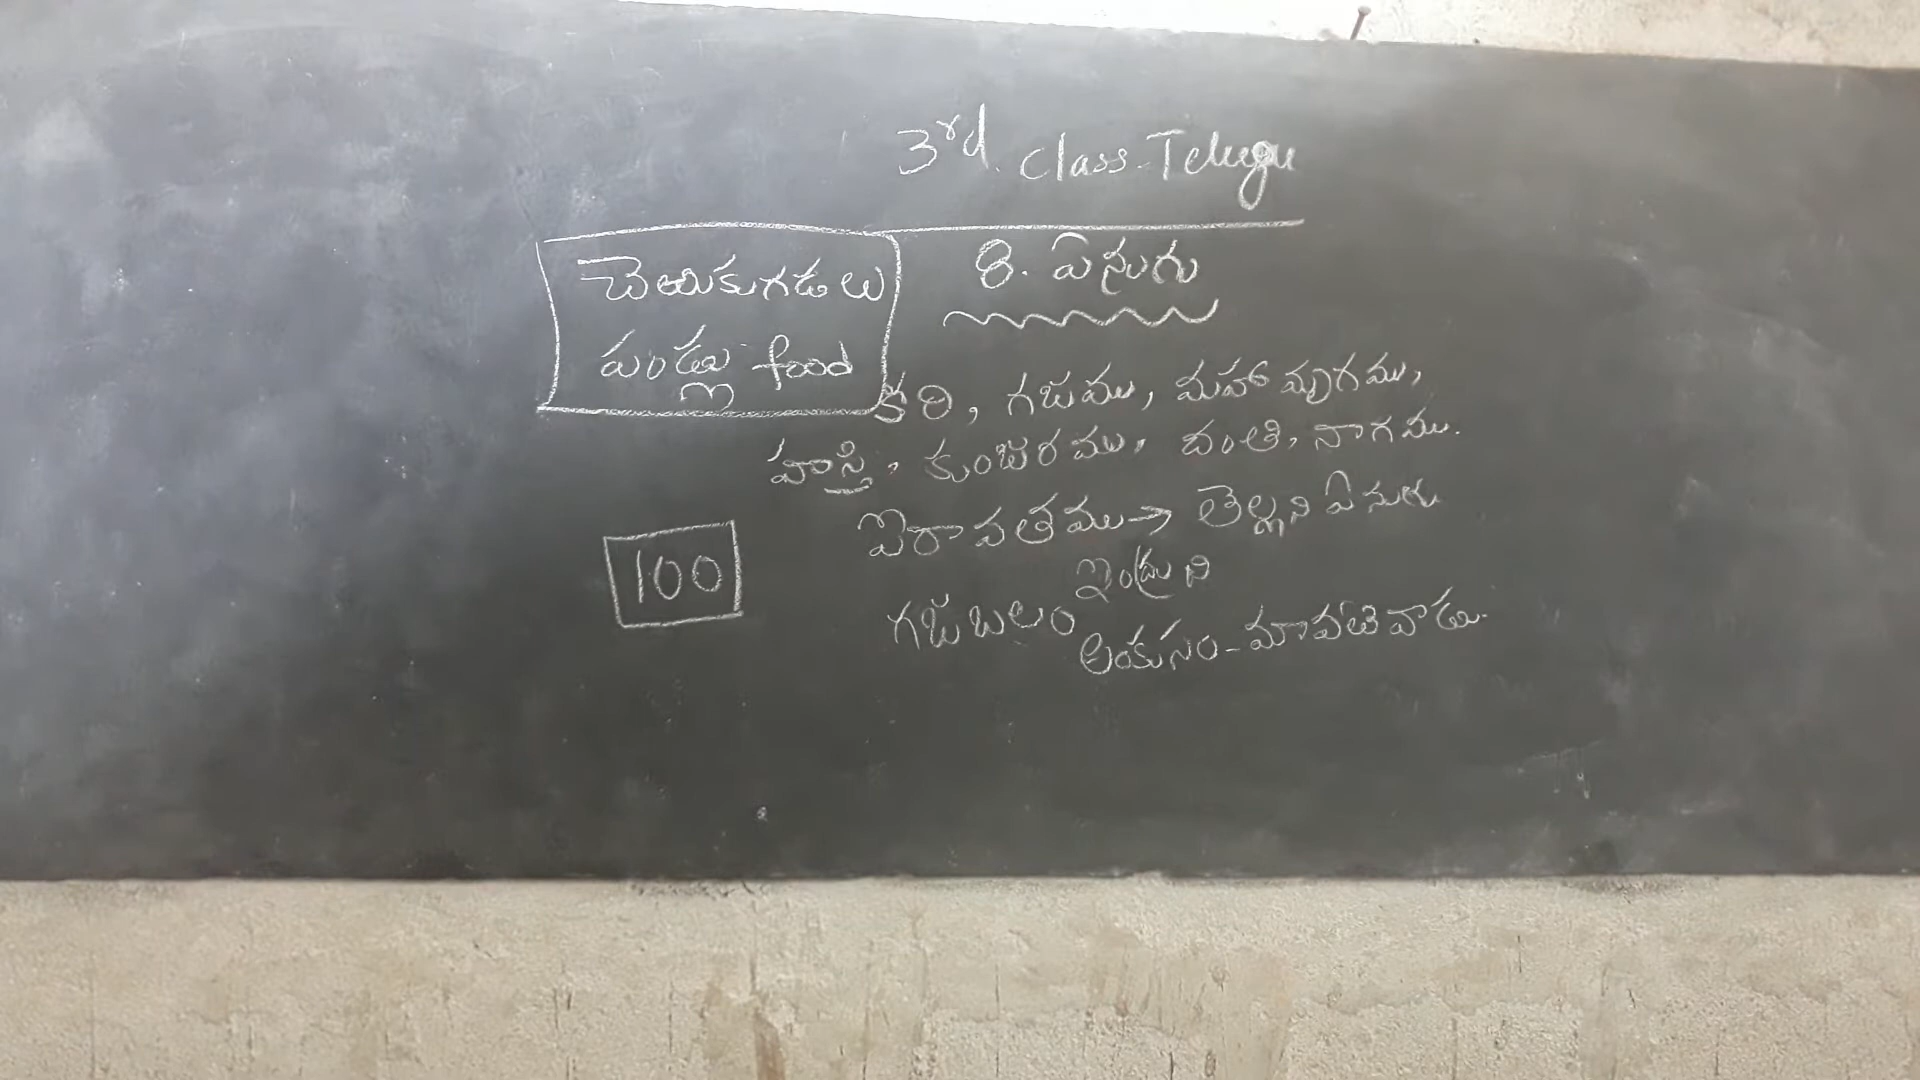 3rd. class-Telugu
8. ఏనుగు
చెఱుకుగడలు
పండ్లు food
కరి, గజము, మహామృగము,
హస్తి, కుంజరము, దంతి, నాగము.
ఐరావతము→ తెల్లని ఏనుగు
ఇంద్రుని
100
గజబలం
అంకుసం-మావటివాడు.